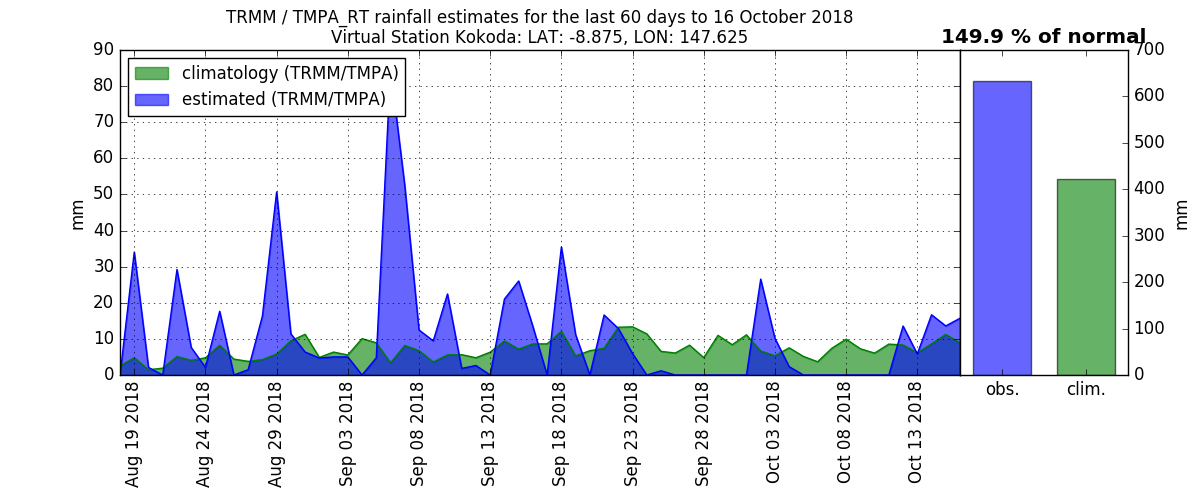 TRMM / TMPA_RT rainfall estimates for the last 60 days to 16 October 2018
Virtual Station Kokoda: LAT: -8.875, LON: 147.625
149.9 % of normal
climatology (TRMM/TMPA)
estimated (TRMM/TMPA)
90
80
70
60
50
40
30
20
10
0
mm
Aug 19 2018
Aug 24 2018
Aug 29 2018
Sep 03 2018
Sep 08 2018
Sep 13 2018
Sep 18 2018
Sep 23 2018
Sep 28 2018
Oct 03 2018
Oct 08 2018
Oct 13 2018
obs.
clim.
700
600
500
400
300
200
100
0
mm